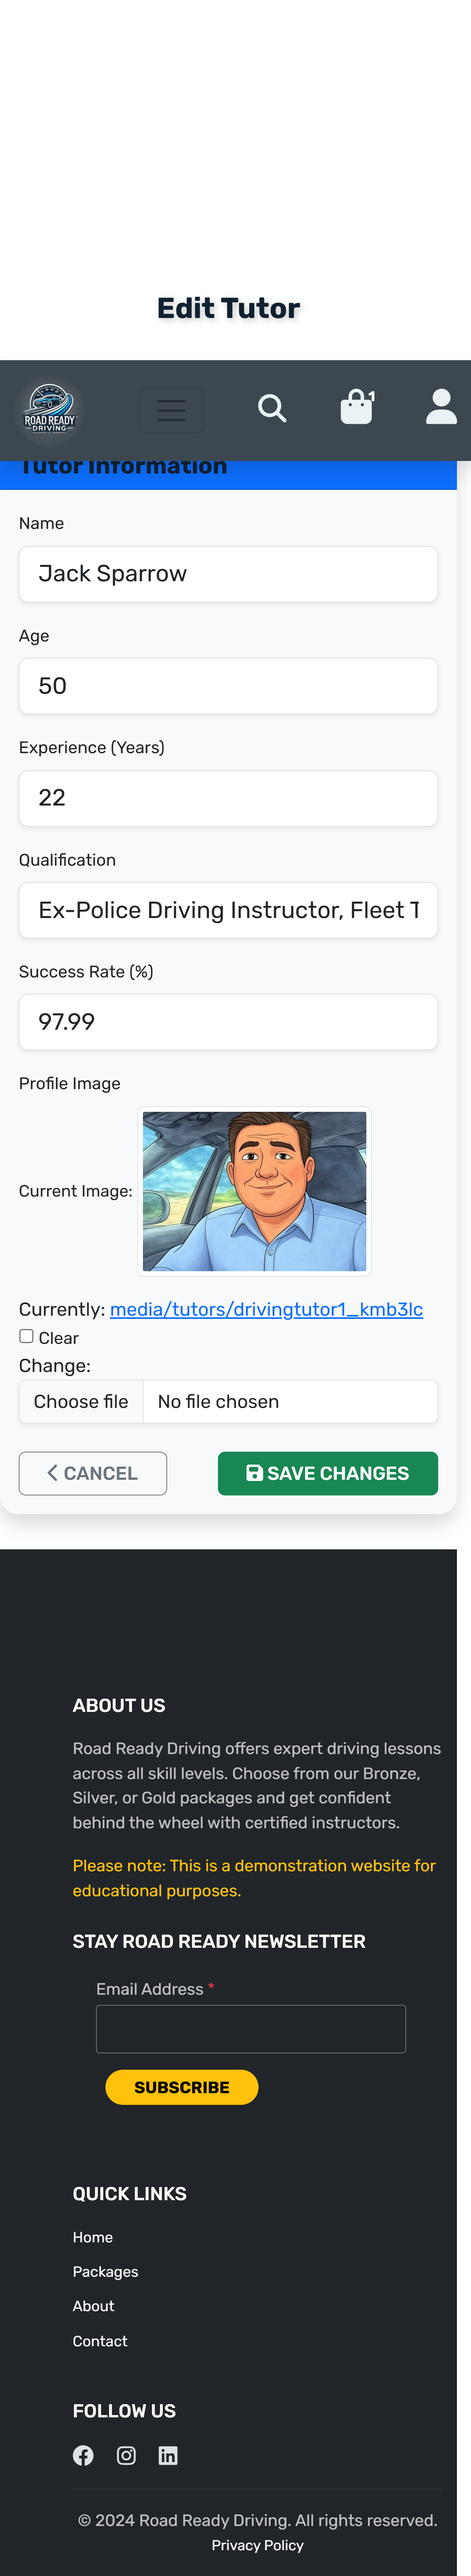 Edit Tutor
ROAD READY
DRIVING
1
Tutor Information
Name
Jack Sparrow
Age
50
Experience (Years)
22
Qualification
Ex-Police Driving Instructor, Fleet T
Success Rate (%)
97.99
Profile Image
Current Image:
Currently: media/tutors/drivingtutor1_kmb3lc
Clear
Change:
Choose file No file chosen
CANCEL SAVE CHANGES
ABOUT US
Road Ready Driving offers expert driving lessons
across all skill levels. Choose from our Bronze,
Silver, or Gold packages and get confident
behind the wheel with certified instructors.
Please note: This is a demonstration website for
educational purposes.
STAY ROAD READY NEWSLETTER
Email Address *
SUBSCRIBE
QUICK LINKS
Home
Packages
About
Contact
FOLLOW US
© 2024 Road Ready Driving. All rights reserved.
Privacy Policy